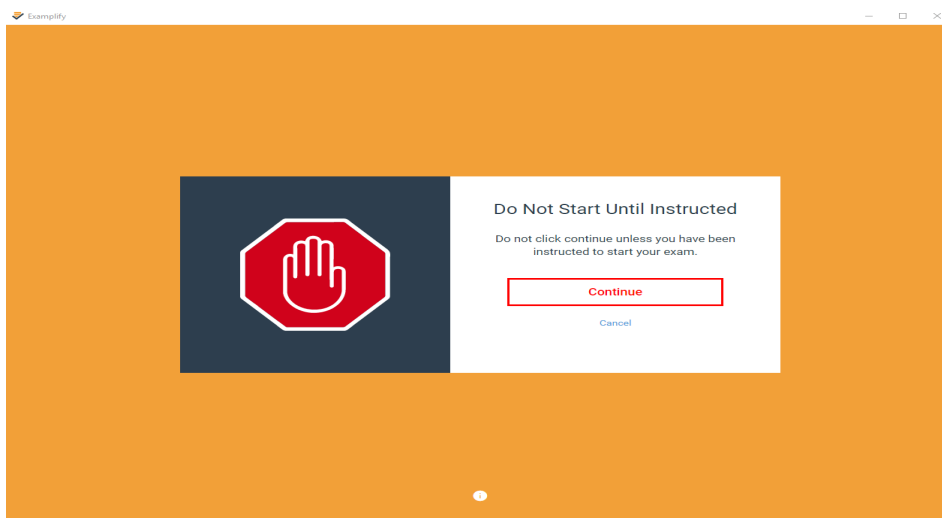 Examplify
Do Not Start Until Instructed
Do not click continue unless you have been
instructed to start your exam.
Continue
Cancel